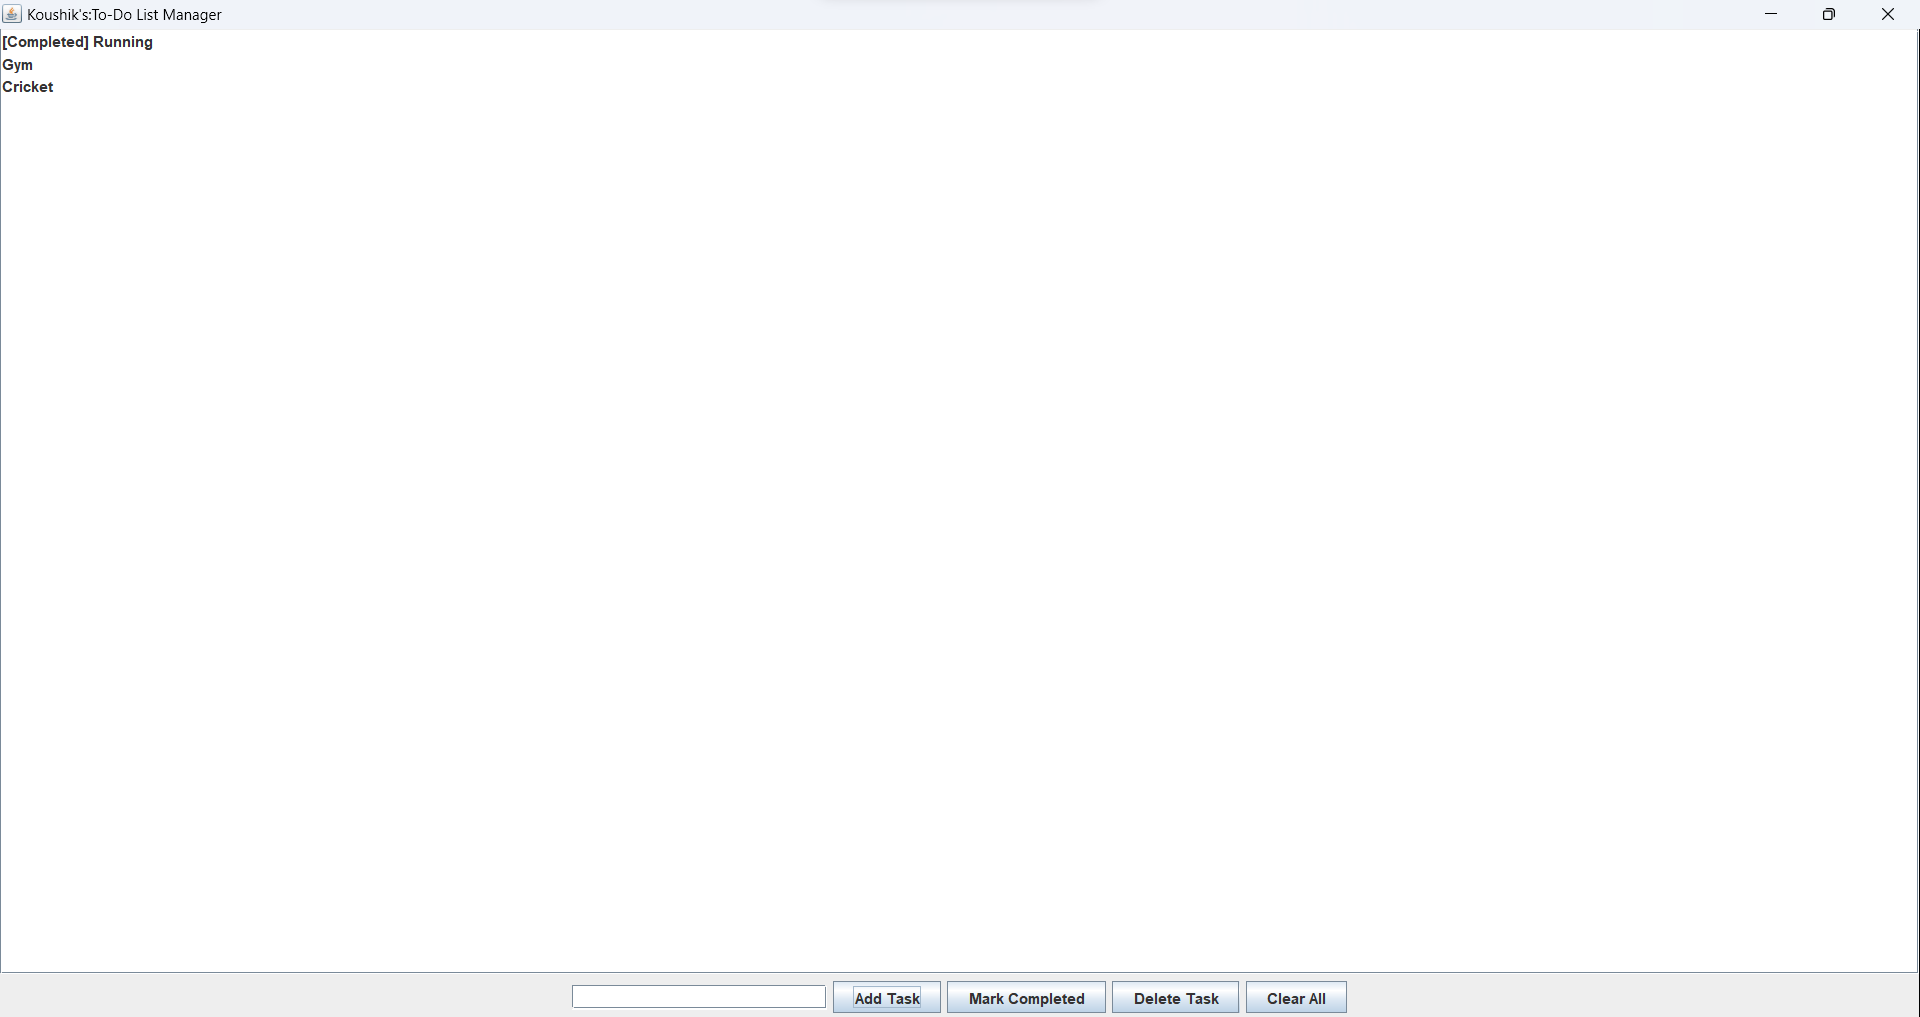 Koushik's:To-Do List Manager
[Completed] Running
Gym
Cricket
Add Task Mark Completed Delete Task Clear All